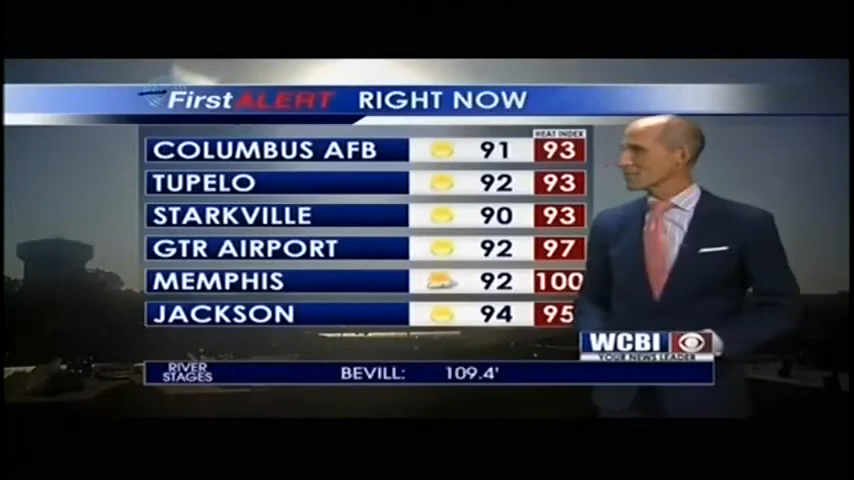 First ALERT RIGHT NOW
HEAT INDEX
COLUMBUS AFB 91 93
TUPELO 92 93
STARKVILLE 90 93
GTR AIRPORT 92 97
MEMPHIS 92 100
JACKSON 94 95
WCBI
YOUR NEWS LEADER
RIVER STAGES BEVILL: 109.4'